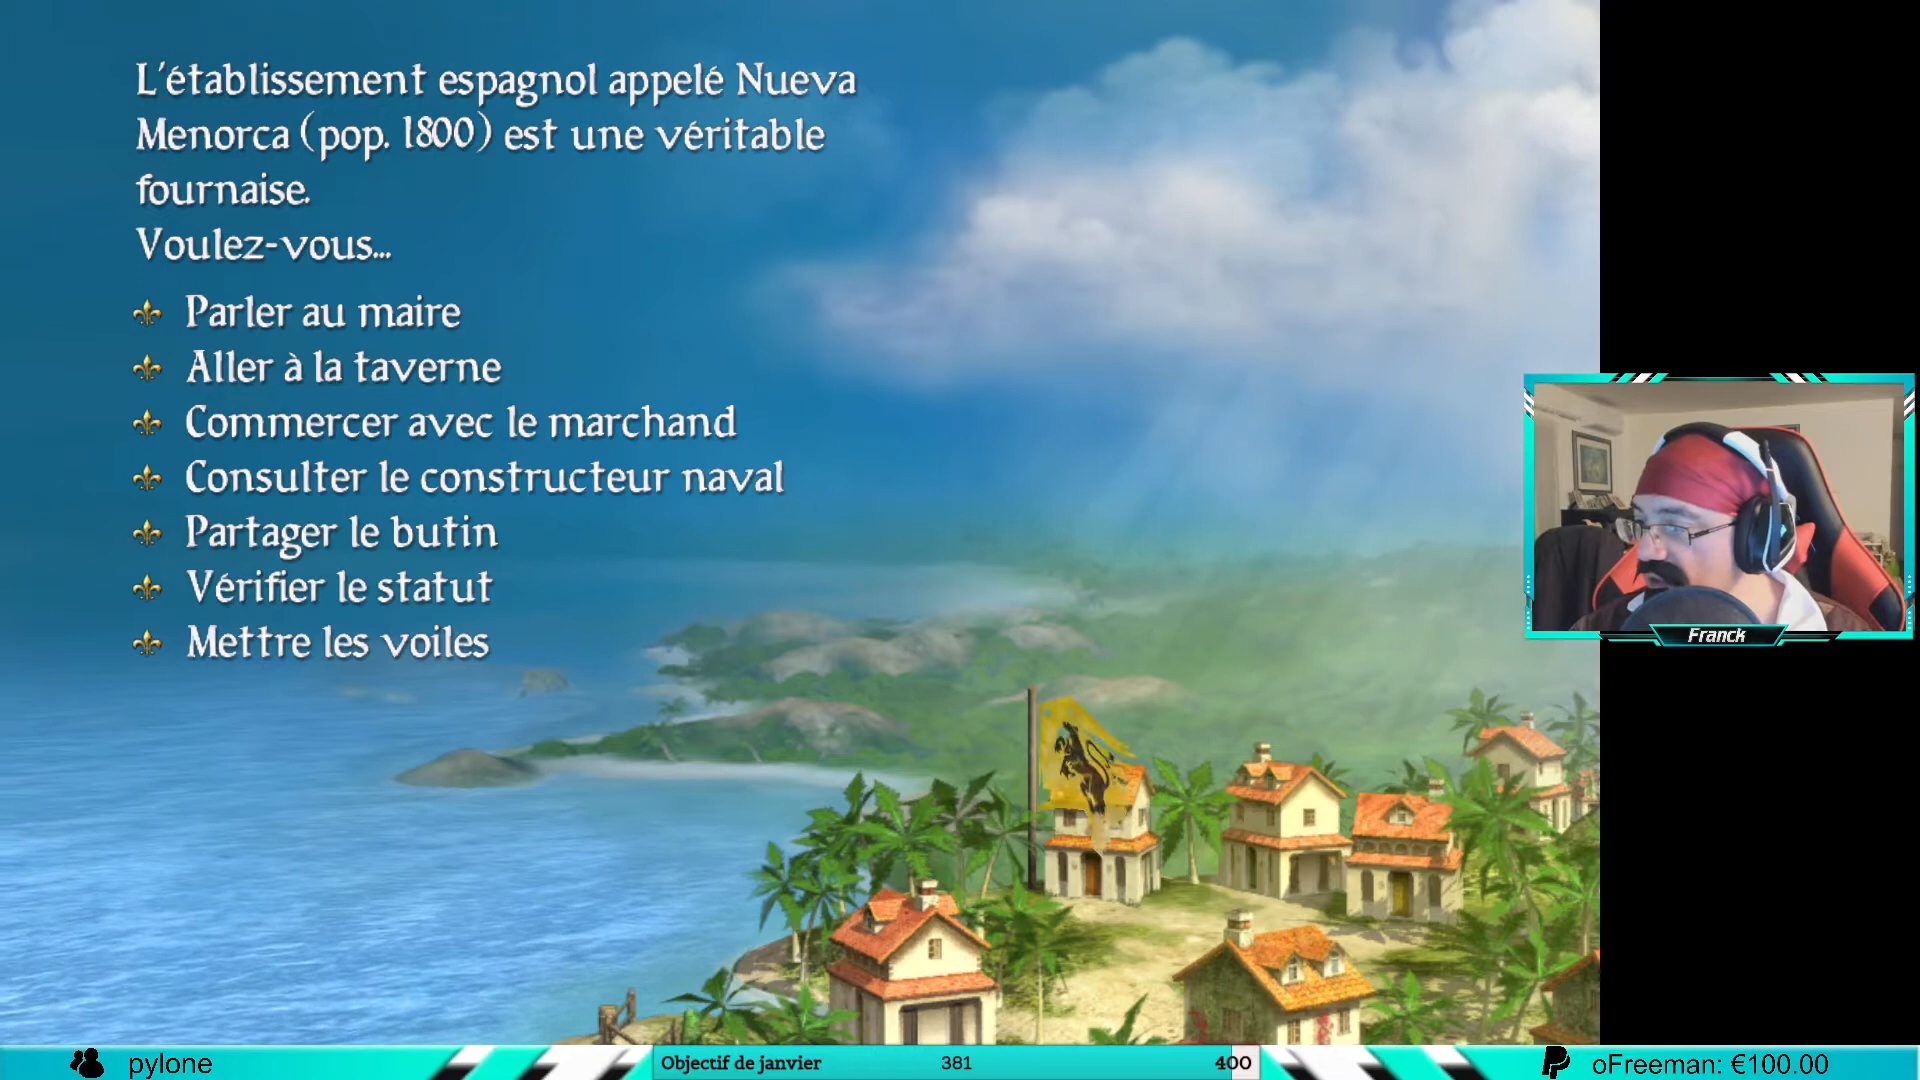 L'établissement espagnol appelé Nueva
Menorca (pop. 1800) est une véritable
fournaise.
Voulez-vous...
Parler au maire
Aller à la taverne
Commercer avec le marchand
Consulter le constructeur naval
Partager le butin
Vérifier le statut
Mettre les voiles
Franck
pylone
Objectif de janvier 381 400
oFreeman: €100.00